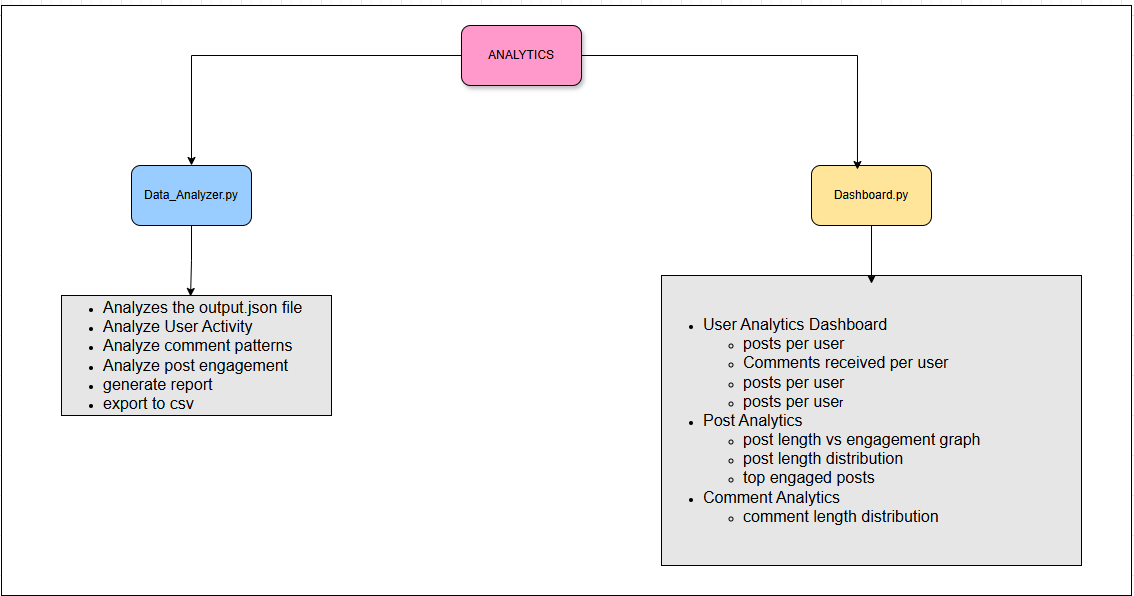 ANALYTICS
Data_Analyzer.py
Dashboard.py
Analyzes the output.json file
Analyze User Activity
Analyze comment patterns
Analyze post engagement
generate report
export to csv
User Analytics Dashboard
posts per user
Comments received per user
posts per user
posts per user
Post Analytics
post length vs engagement graph
post length distribution
top engaged posts
Comment Analytics
comment length distribution